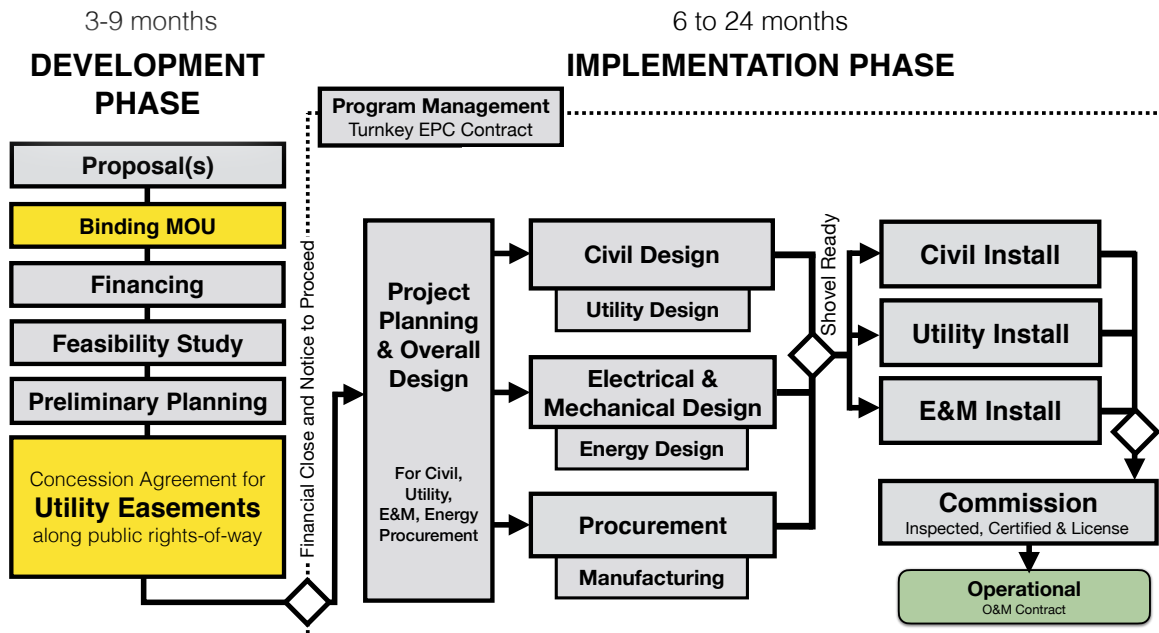 3-9 months
DEVELOPMENT
PHASE
Proposal(s)
Binding MOU
Financing
Feasibility Study
Preliminary Planning
Concession Agreement for
Utility Easements
along public rights-of-way
Financial Close and Notice to Proceed
6 to 24 months
IMPLEMENTATION PHASE
Program Management
Turnkey EPC Contract
Project
Planning
& Overall
Design
For Civil,
Utility,
E&M, Energy
Procurement
Civil Design
Utility Design
Electrical &
Mechanical Design
Energy Design
Procurement
Manufacturing
Shovel Ready
Civil Install
Utility Install
E&M Install
Commission
Inspected, Certified & License
Operational
O&M Contract